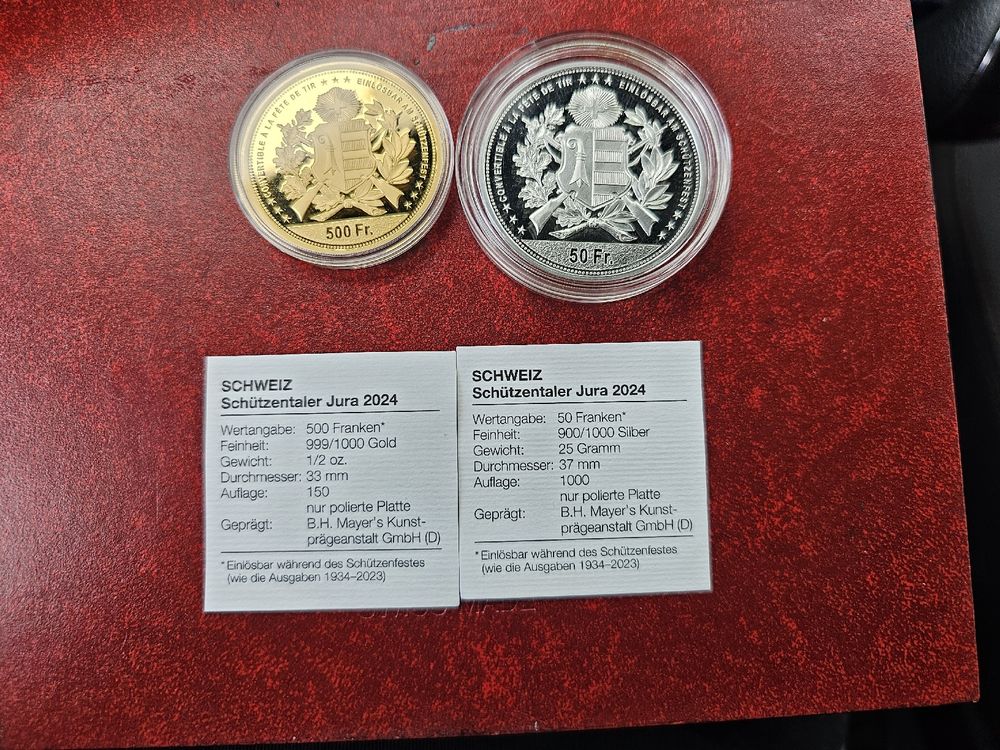 CONVERTIBLE À LA FÊTE DE TIR ★ ★ ★ EINLÖSBAR AM SCHÜTZENFEST
500 Fr.
CONVERTIBLE À LA FÊTE DE TIR ★ ★ ★ EINLÖSBAR AM SCHÜTZENFEST
50 Fr.
SCHWEIZ
Schützentaler Jura 2024
Wertangabe: 500 Franken*
Feinheit: 999/1000 Gold
Gewicht: 1/2 oz.
Durchmesser: 33 mm
Auflage: 150
nur polierte Platte
Geprägt: B.H. Mayer's Kunst-
prägeanstalt GmbH (D)
*Einlösbar während des Schützenfestes
(wie die Ausgaben 1934–2023)
SCHWEIZ
Schützentaler Jura 2024
Wertangabe: 50 Franken*
Feinheit: 900/1000 Silber
Gewicht: 25 Gramm
Durchmesser: 37 mm
Auflage: 1000
nur polierte Platte
Geprägt: B.H. Mayer's Kunst-
prägeanstalt GmbH (D)
*Einlösbar während des Schützenfestes
(wie die Ausgaben 1934–2023)